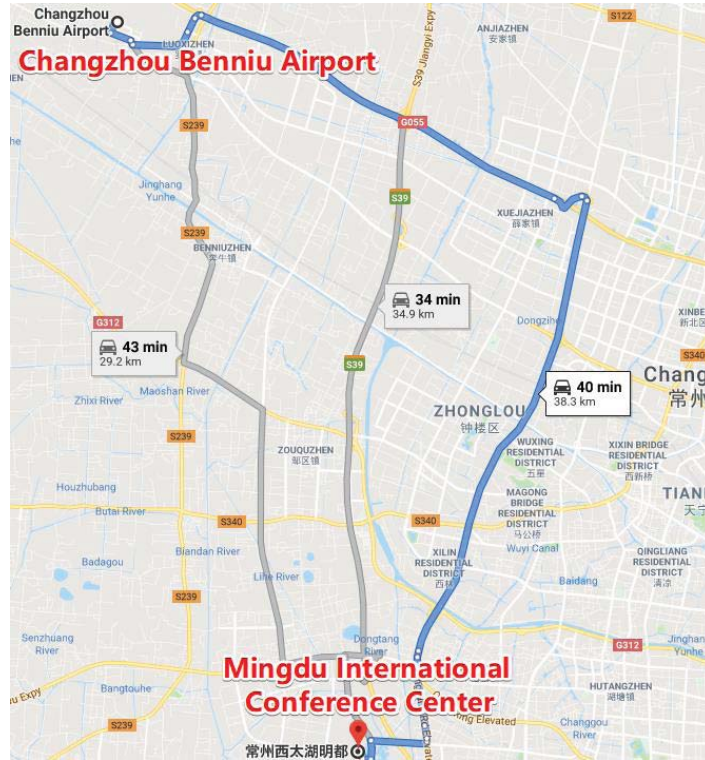 Changzhou
Benniu Airport
S122
ANJIAZHEN
安家镇
LUOXIZHEN
Changzhou Benniu Airport
S39 Jiangyi Expy
S239
G055
Jinghang
Yunhe
S39
XUEJIAZHEN
薛家镇
S239
BENNIUZHEN
奔牛镇
34 min
34.9 km
G312
Dongzihe
XINBE
新北区
43 min
29.2 km
S39
S340
Maoshan River
40 min
38.3 km
Chang
常州
Zhixi River
ZHONGLOU
钟楼区
S239
ZOUQUZHEN
邹区镇
WUXING
RESIDENTIAL
DISTRICT
五星
XIXIN BRIDGE
RESIDENTIAL
DISTRICT
西新桥
Houzhubang
MAGONG
BRIDGE
RESIDENTIAL
DISTRICT
马公桥
TIAN
天宁
Butai River
S340
S340
Wuyi Canal
Biandan River
XILIN
RESIDENTIAL
DISTRICT
西林
QINGLIANG
RESIDENTIAL
DISTRICT
清凉
Badagou
Lihe River
Baidang
S239
Senzhuang
River
Dongtang
River
G312
Jinghan
Yunhe
Mingdu International
Conference Center
Bangtouhe
HUTANGZHEN
湖塘镇
u Expy
S239
Elevated
Changgou
River
常州西太湖明都